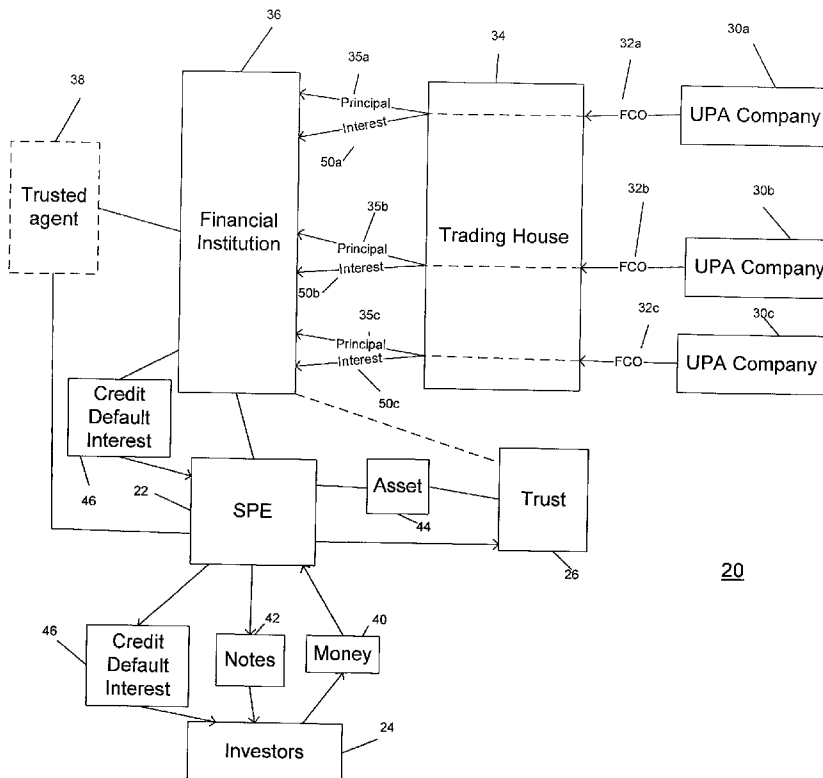 36
34
32a
30a
35a
38
Principal
FCO
UPA Company
Interest
50a
Trusted
agent
Financial
Institution
Trading House
32b
30b
35b
Principal
FCO
UPA Company
Interest
50b
35c
32c
30c
Principal
FCO
UPA Company
Interest
50c
Credit
Default
Interest
46
22
SPE
Asset
44
Trust
26
20
46
Credit
Default
Interest
42
Notes
40
Money
24
Investors